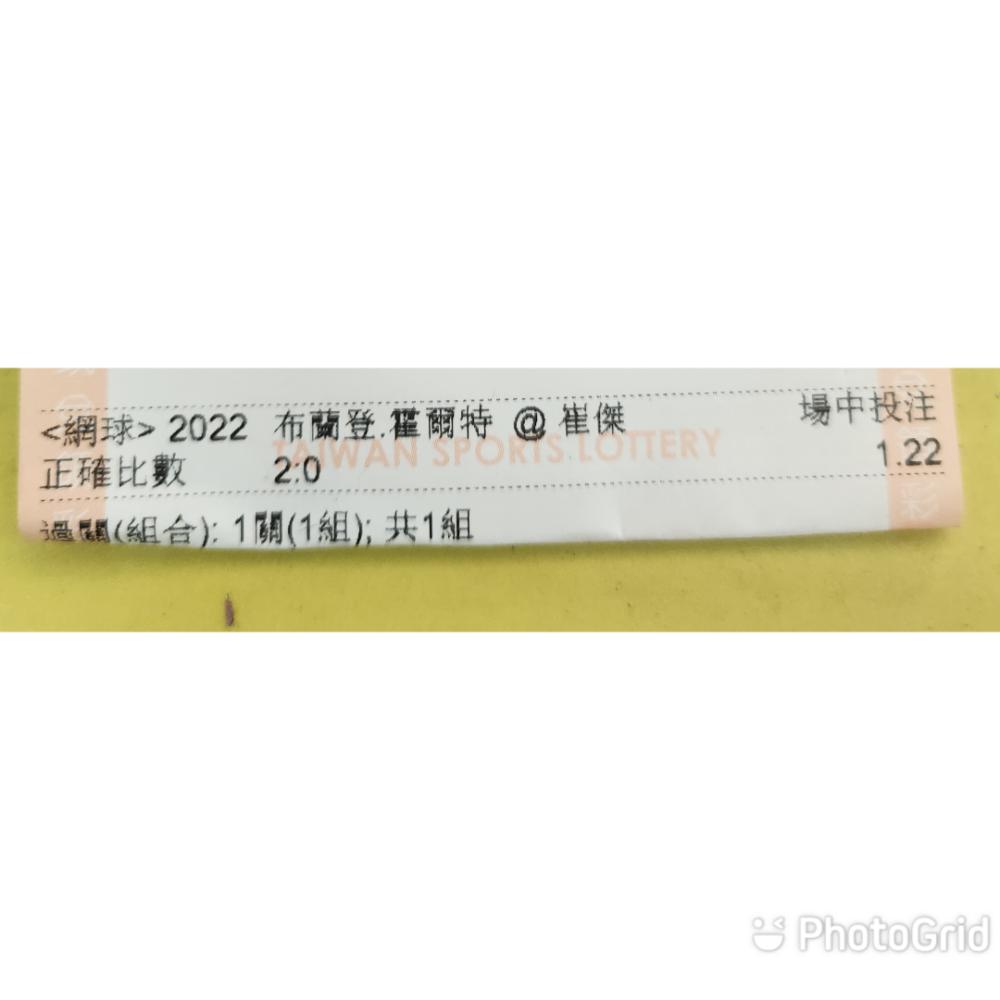 <網球> 2022 布蘭登.霍爾特 @ 崔傑 場中投注
TAIWAN SPORTS LOTTERY
正確比數 2:0 1.22
過關(組合): 1關(1組); 共1組
彩
PhotoGrid